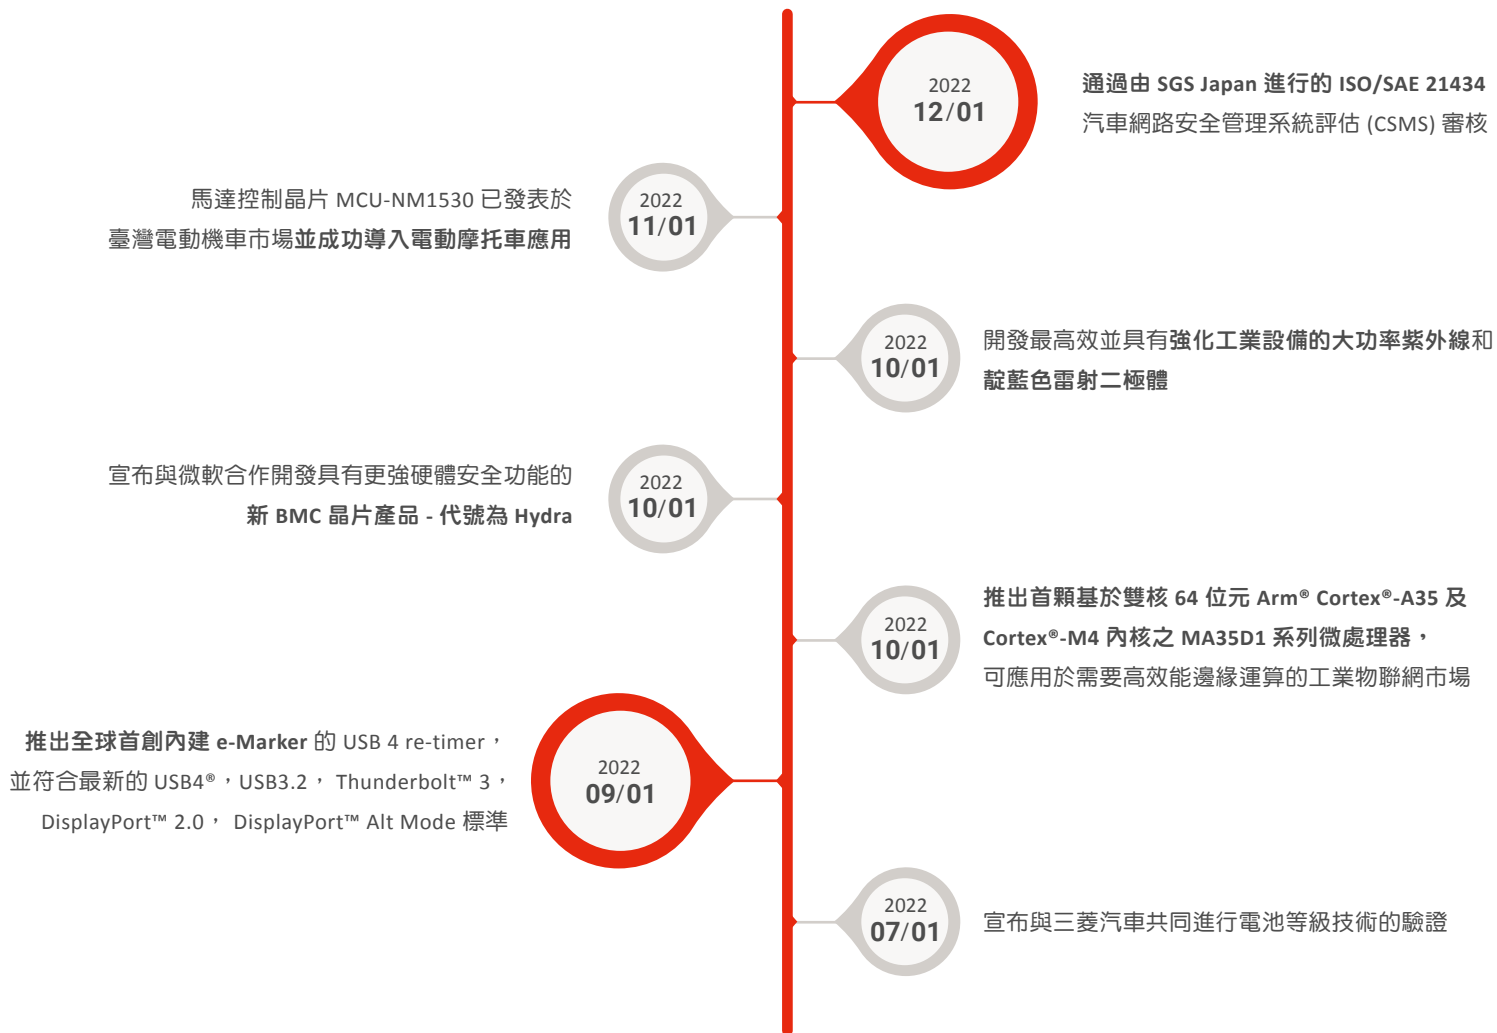 2022
12/01
通過由 SGS Japan 進行的 ISO/SAE 21434
汽車網路安全管理系統評估 (CSMS) 審核
馬達控制晶片 MCU-NM1530 已發表於
臺灣電動機車市場並成功導入電動摩托車應用
2022
11/01
2022
10/01
開發最高效並具有強化工業設備的大功率紫外線和
靛藍色雷射二極體
宣布與微軟合作開發具有更強硬體安全功能的
新 BMC 晶片產品 - 代號為 Hydra
2022
10/01
2022
10/01
推出首顆基於雙核 64 位元 Arm® Cortex®-A35 及
Cortex®-M4 內核之 MA35D1 系列微處理器，
可應用於需要高效能邊緣運算的工業物聯網市場
推出全球首創內建 e-Marker 的 USB 4 re-timer，
並符合最新的 USB4®，USB3.2， Thunderbolt™ 3，
DisplayPort™ 2.0， DisplayPort™ Alt Mode 標準
2022
09/01
2022
07/01
宣布與三菱汽車共同進行電池等級技術的驗證